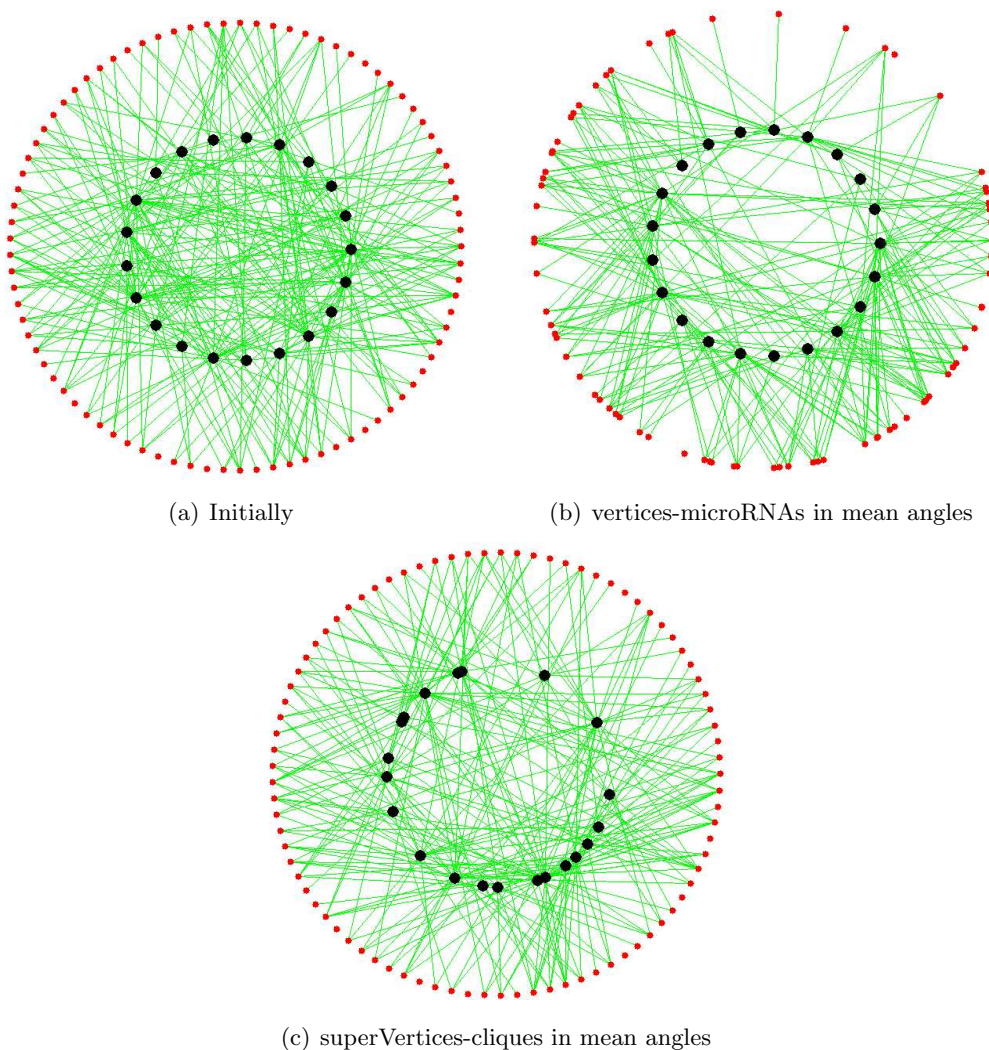 (a) Initially
(b) vertices-microRNAs in mean angles
(c) superVertices-cliques in mean angles